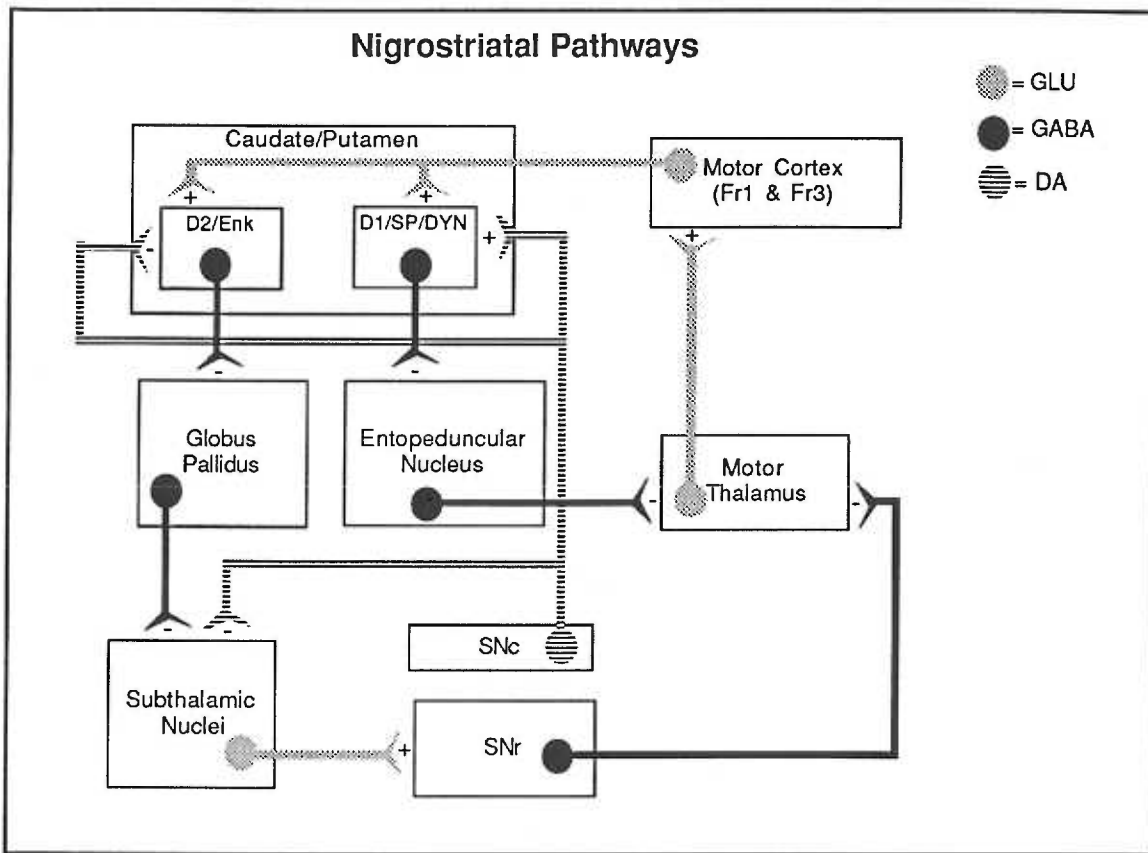 Nigrostriatal Pathways
= GLU
= GABA
= DA
Caudate/Putamen
Motor Cortex
(Fr1 & Fr3)
+
+
+
D2/Enk
D1/SP/DYN
-
+
-
-
Globus
Pallidus
Entopeduncular
Nucleus
Motor
Thalamus
-
-
-
-
SNc
Subthalamic
Nuclei
SNr
+